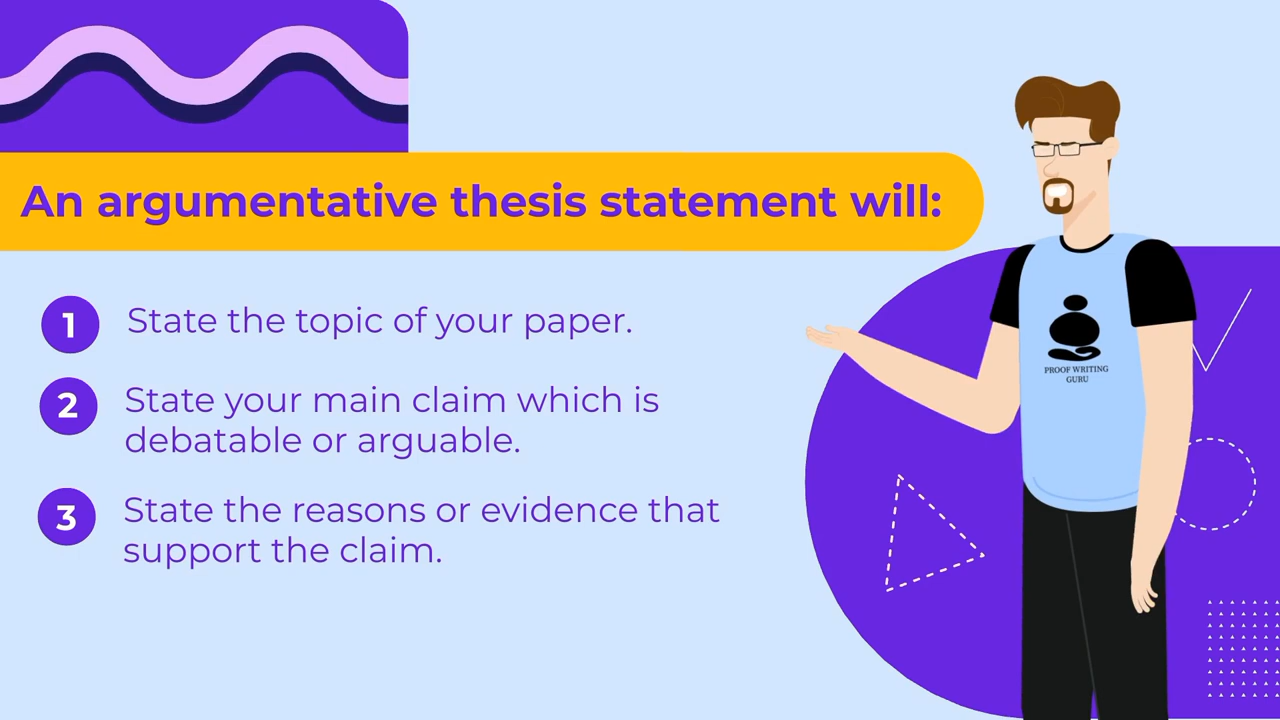 An argumentative thesis statement will:
1 State the topic of your paper.
2 State your main claim which is
debatable or arguable.
3 State the reasons or evidence that
support the claim.
PROOF WRITING
GURU